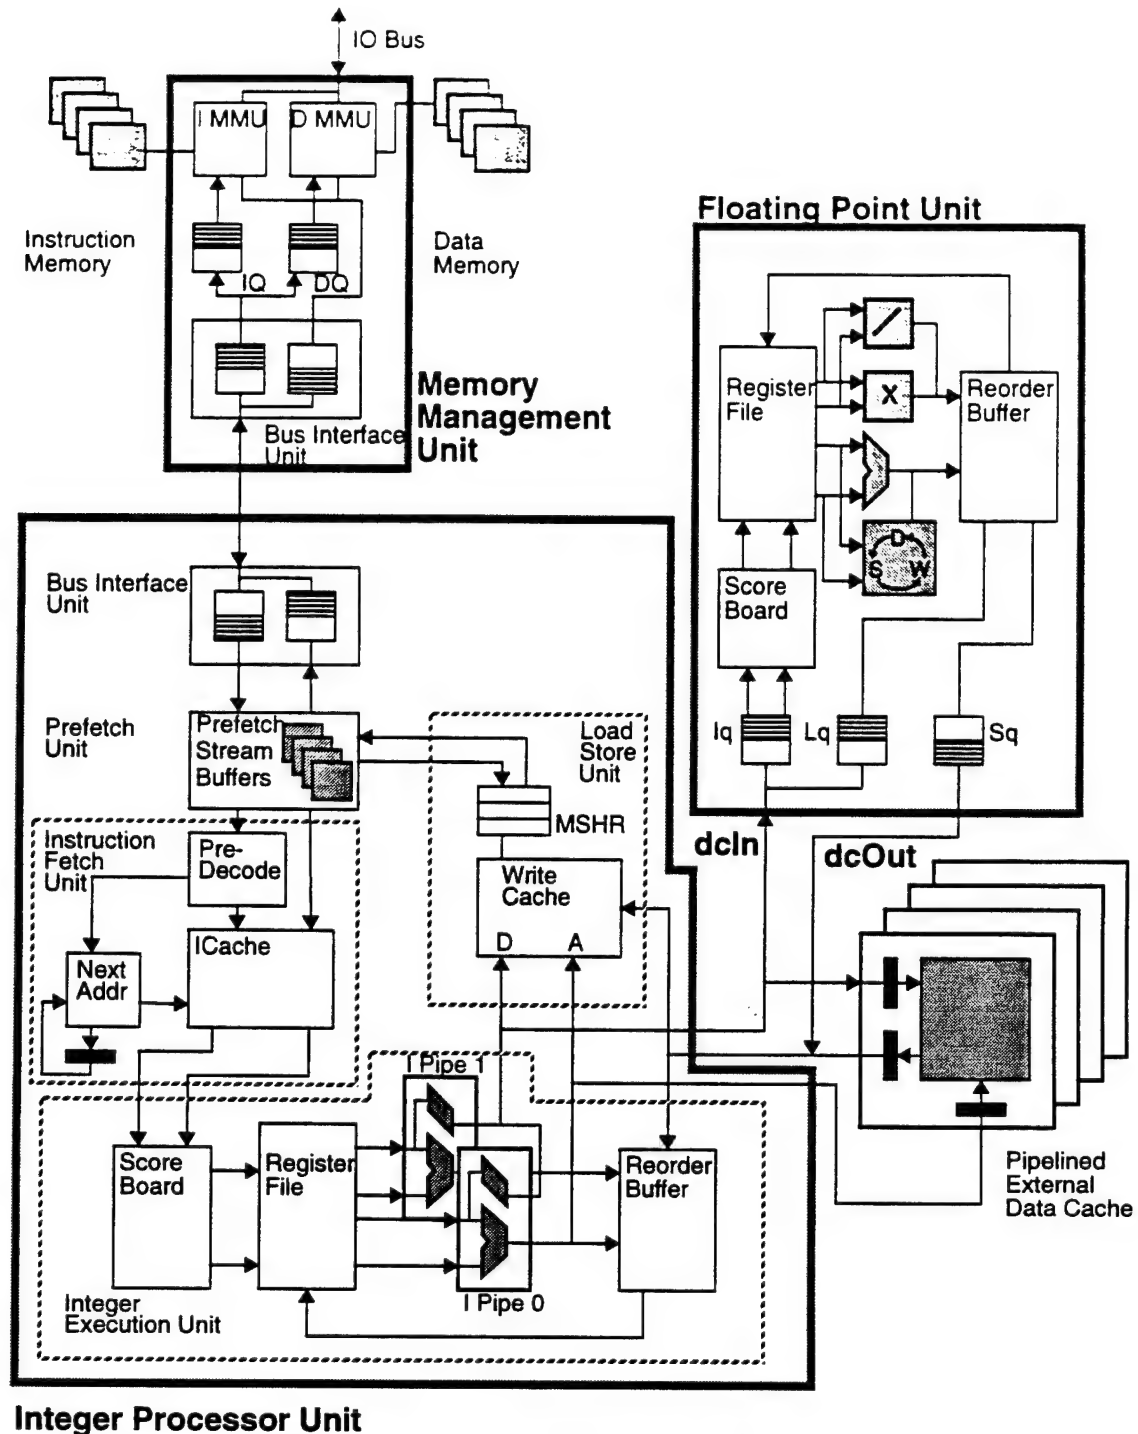 IO Bus
I MMU
D MMU
Instruction
Memory
Data
Memory
IQ
DQ
Bus Interface
Unit
Memory
Management
Unit
Floating Point Unit
Register
File
X
Reorder
Buffer
D
S
W
Score
Board
Iq
Lq
Sq
dcIn
dcOut
Bus Interface
Unit
Prefetch
Unit
Prefetch
Stream
Buffers
Load
Store
Unit
MSHR
Write
Cache
D
A
Instruction
Fetch
Unit
Pre-
Decode
ICache
Next
Addr
I Pipe 1
Score
Board
Register
File
Reorder
Buffer
I Pipe 0
Integer
Execution Unit
Pipelined
External
Data Cache
Integer Processor Unit